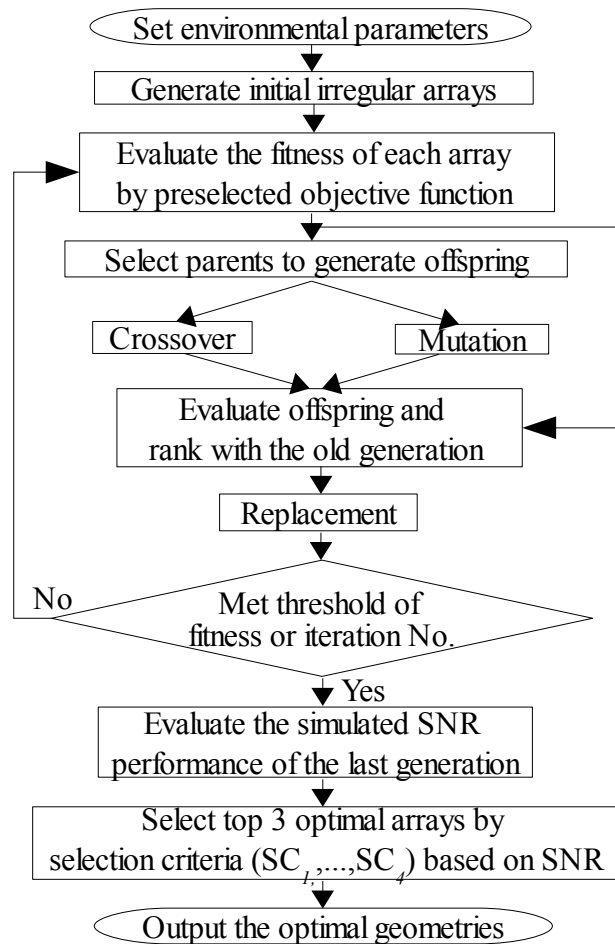 Set environmental parameters
Generate initial irregular arrays
Evaluate the fitness of each array
by preselected objective function
Select parents to generate offspring
Crossover
Mutation
Evaluate offspring and
rank with the old generation
Replacement
No
Met threshold of
fitness or iteration No.
Yes
Evaluate the simulated SNR
performance of the last generation
Select top 3 optimal arrays by
selection criteria (SC1,,...,SC4) based on SNR
Output the optimal geometries